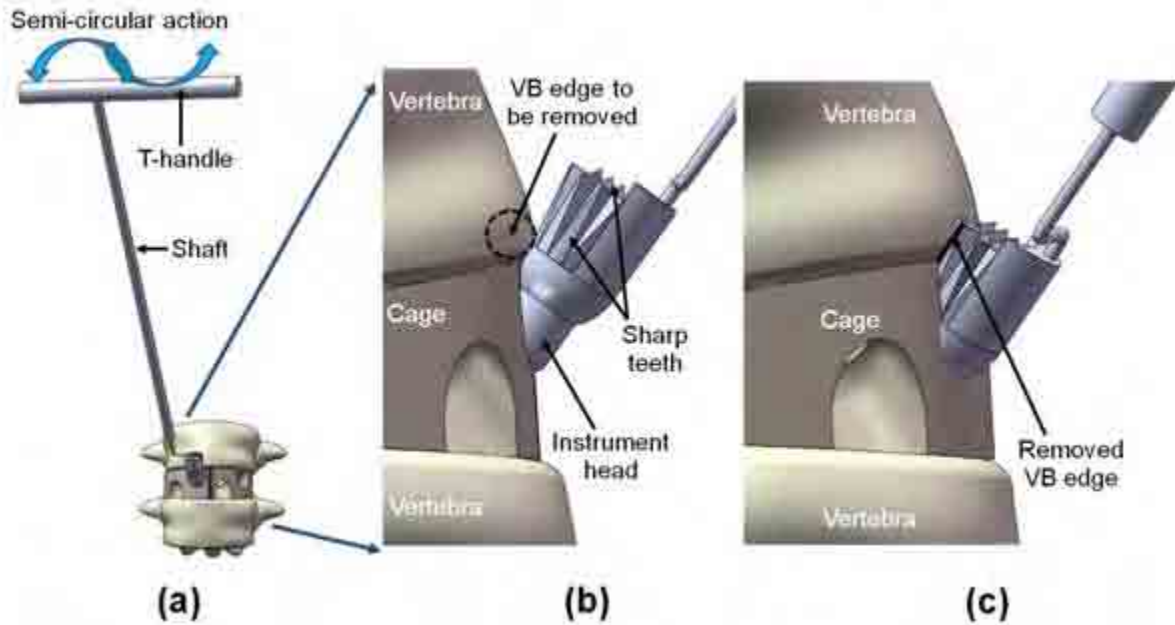 Semi-circular action
T-handle
Shaft
(a)
Vertebra
VB edge to
be removed
Cage
Sharp
teeth
Instrument
head
Vertebra
(b)
Vertebra
Cage
Removed
VB edge
Vertebra
(c)